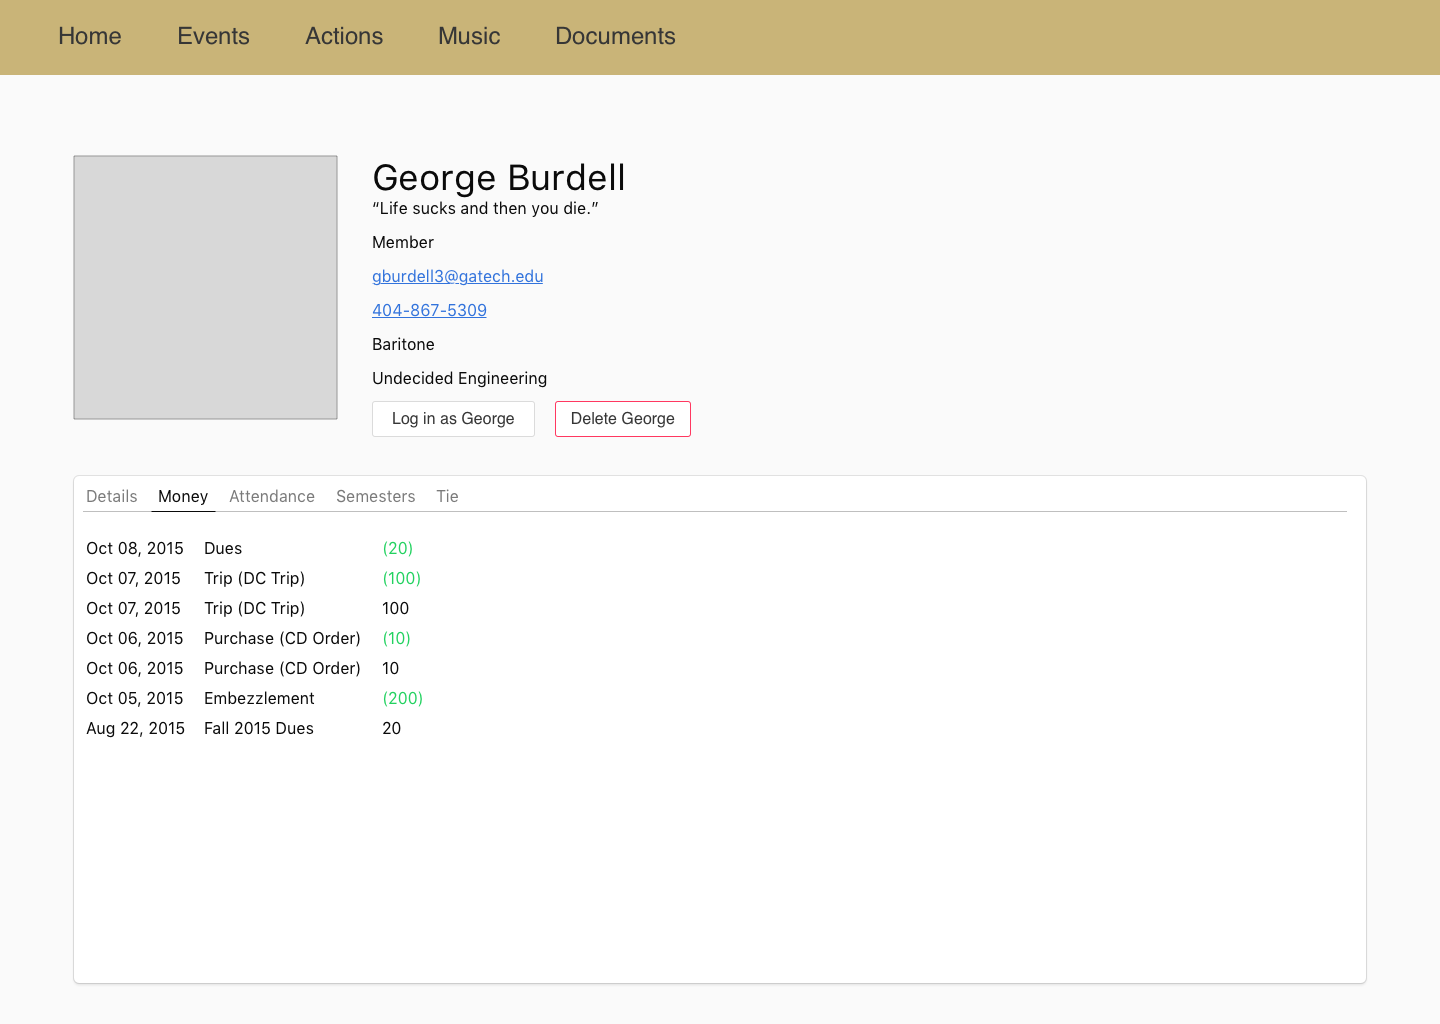 Home Events Actions Music Documents
George Burdell
“Life sucks and then you die.”
Member
gburdell3@gatech.edu
404-867-5309
Baritone
Undecided Engineering
Log in as George Delete George
Details Money Attendance Semesters Tie
Oct 08, 2015 Dues (20)
Oct 07, 2015 Trip (DC Trip) (100)
Oct 07, 2015 Trip (DC Trip) 100
Oct 06, 2015 Purchase (CD Order) (10)
Oct 06, 2015 Purchase (CD Order) 10
Oct 05, 2015 Embezzlement (200)
Aug 22, 2015 Fall 2015 Dues 20